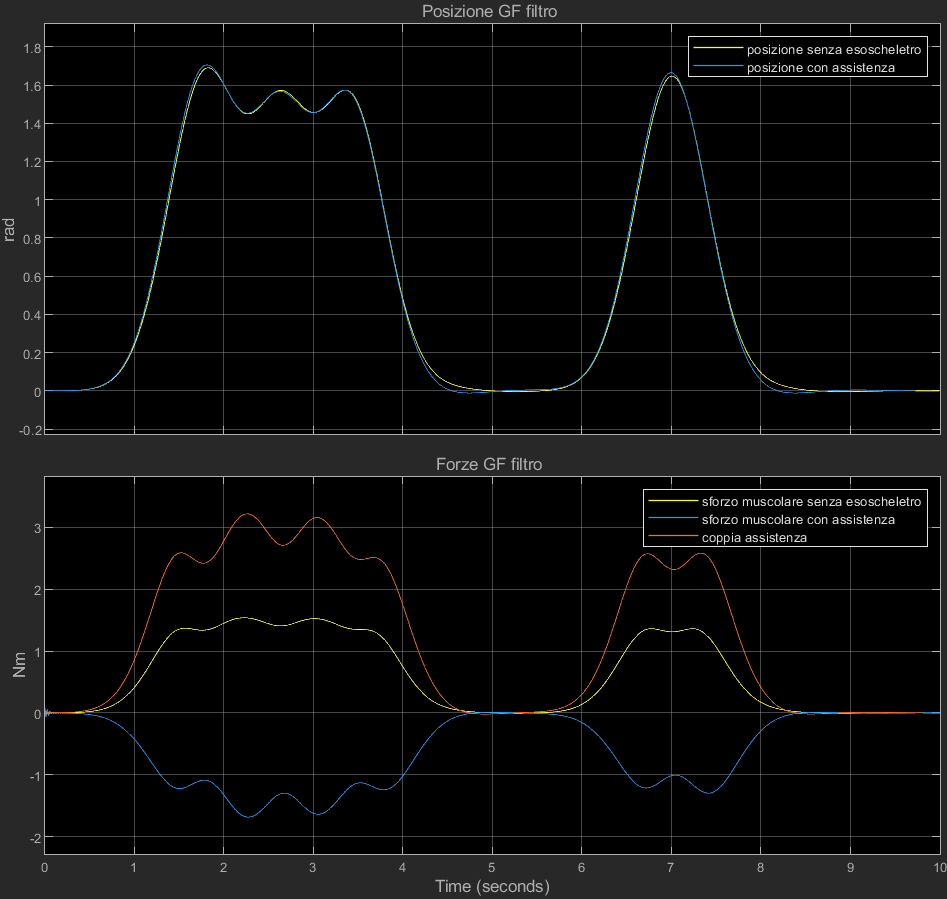 Posizione GF filtro
posizione senza esoscheletro
posizione con assistenza
1.8
1.6
1.4
1.2
1
0.8
0.6
0.4
0.2
0
-0.2
rad
Forze GF filtro
sforzo muscolare senza esoscheletro
sforzo muscolare con assistenza
coppia assistenza
3
2
1
0
-1
-2
Nm
0 1 2 3 4 5 6 7 8 9 10
Time (seconds)